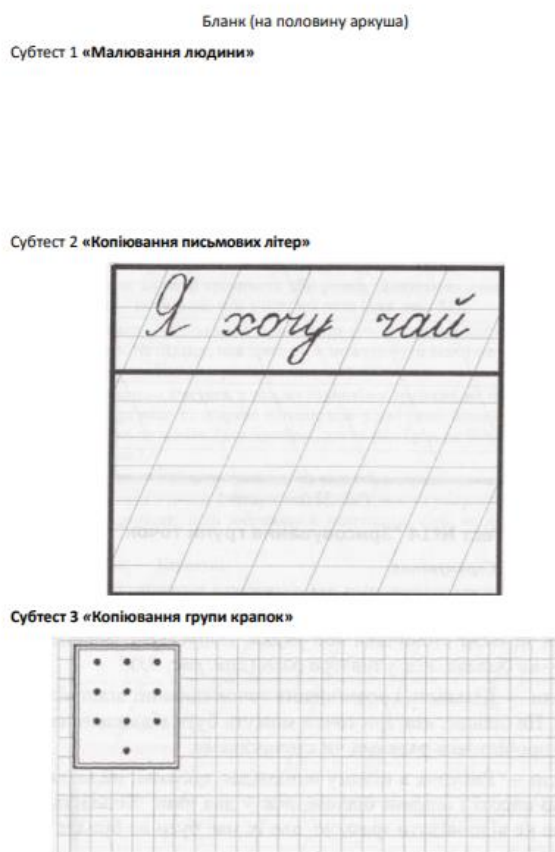 Бланк (на половину аркуша)
Субтест 1 «Малювання людини»
Субтест 2 «Копіювання письмових літер»
Я хочу чай
Субтест 3 «Копіювання групи крапок»